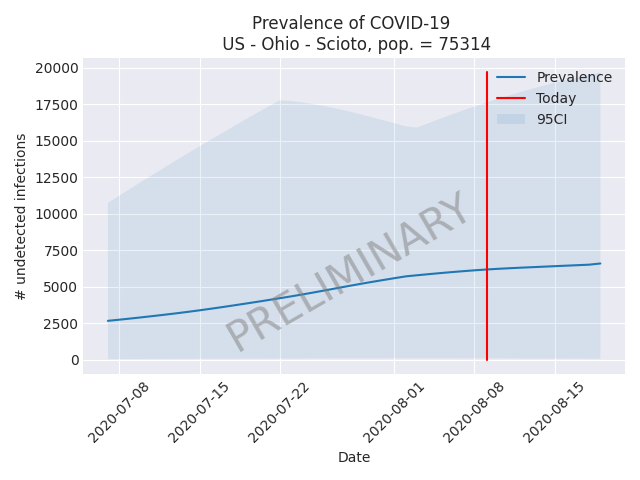 Prevalence of COVID-19
US - Ohio - Scioto, pop. = 75314
20000
17500
15000
12500
10000
7500
5000
2500
0
# undetected infections
Prevalence
Today
95CI
PRELIMINARY
2020-07-08
2020-07-15
2020-07-22
2020-08-01
2020-08-08
2020-08-15
Date